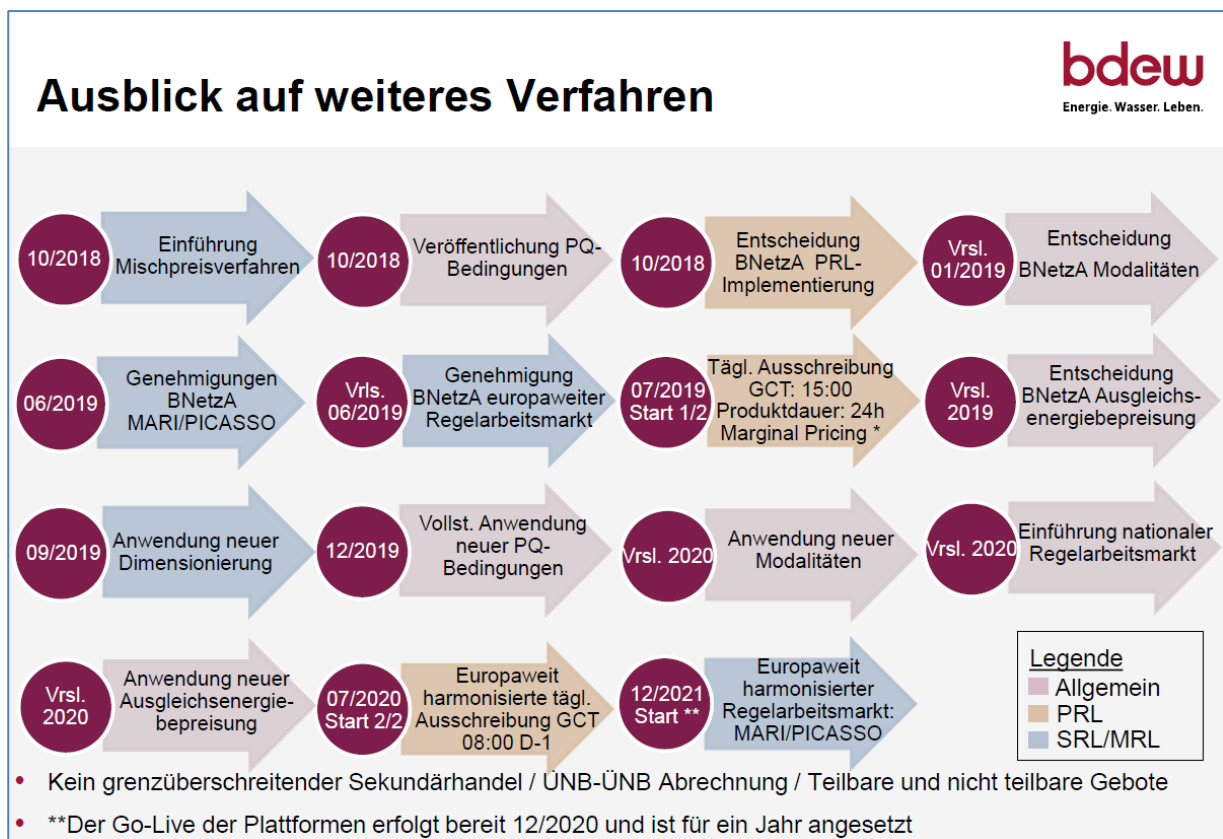 Ausblick auf weiteres Verfahren
bdew
Energie. Wasser. Leben.
10/2018
Einführung
Mischpreisverfahren
10/2018
Veröffentlichung PQ-
Bedingungen
10/2018
Entscheidung
BNetzA PRL-
Implementierung
Vrsl.
01/2019
Entscheidung
BNetzA Modalitäten
06/2019
Genehmigungen
BNetzA
MARI/PICASSO
Vrls.
06/2019
Genehmigung
BNetzA europaweiter
Regelarbeitsmarkt
07/2019
Start 1/2
Tägl. Ausschreibung
GCT: 15:00
Produktdauer: 24h
Marginal Pricing *
Vrsl.
2019
Entscheidung
BNetzA Ausgleichs-
energiebepreisung
09/2019
Anwendung neuer
Dimensionierung
12/2019
Vollst. Anwendung
neuer PQ-
Bedingungen
Vrsl. 2020
Anwendung neuer
Modalitäten
Vrsl. 2020
Einführung nationaler
Regelarbeitsmarkt
Vrsl.
2020
Anwendung neuer
Ausgleichsenergie-
bepreisung
07/2020
Start 2/2
Europaweit
harmonisierte tägl.
Ausschreibung GCT
08:00 D-1
12/2021
Start **
Europaweit
harmonisierter
Regelarbeitsmarkt:
MARI/PICASSO
Legende
Allgemein
PRL
SRL/MRL
• Kein grenzüberschreitender Sekundärhandel / ÜNB-ÜNB Abrechnung / Teilbare und nicht teilbare Gebote
• **Der Go-Live der Plattformen erfolgt bereit 12/2020 und ist für ein Jahr angesetzt